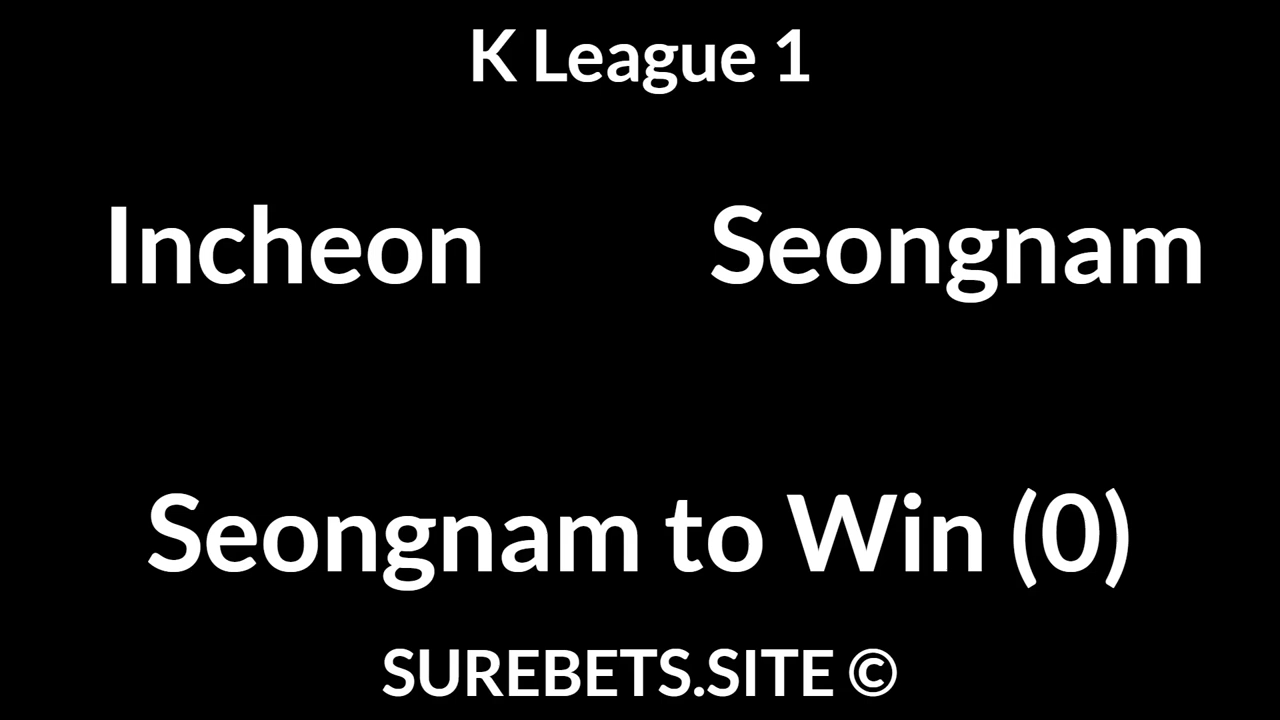 K League 1
Incheon Seongnam
Seongnam to Win (0)
SUREBETS.SITE ©